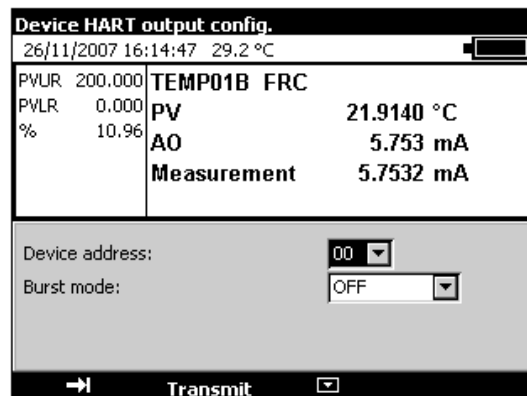 Device HART output config.
26/11/2007 16:14:47 29.2 °C
PVUR 200.000
PVLR 0.000
% 10.96
TEMP01B FRC
PV 21.9140 °C
AO 5.753 mA
Measurement 5.7532 mA
Device address: 00
Burst mode: OFF
Transmit